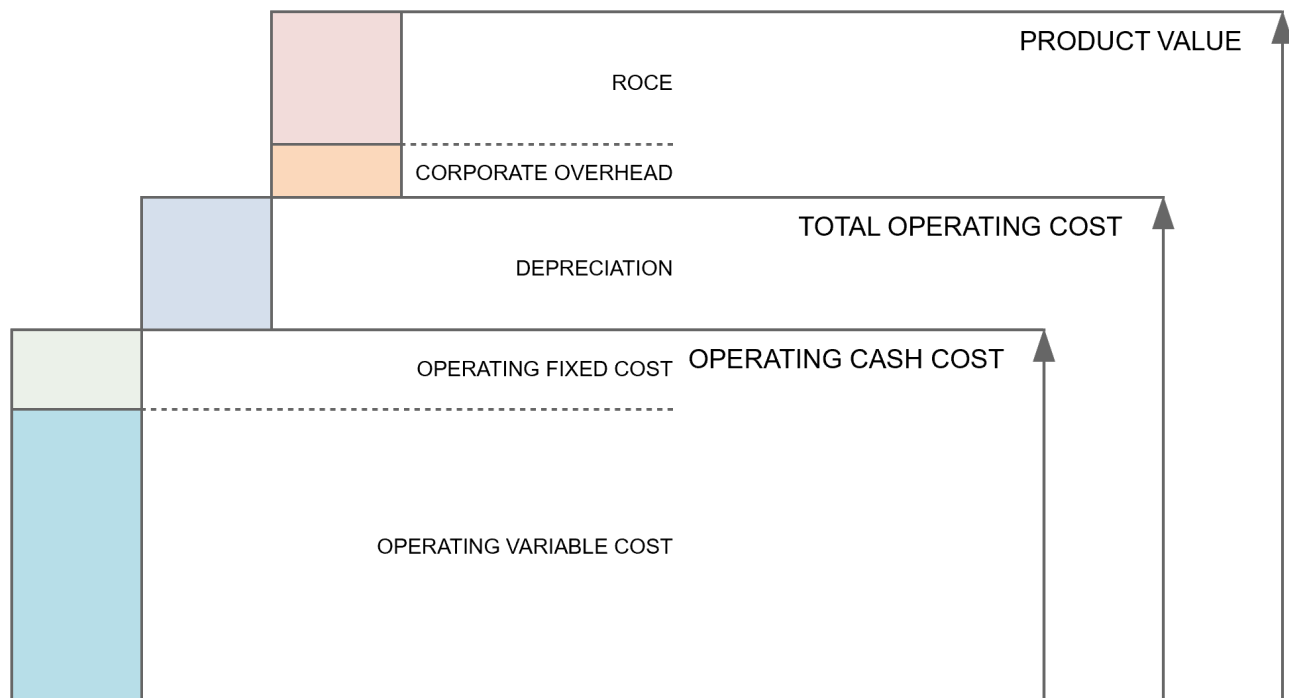 PRODUCT VALUE
ROCE
CORPORATE OVERHEAD
TOTAL OPERATING COST
DEPRECIATION
OPERATING FIXED COST
OPERATING CASH COST
OPERATING VARIABLE COST